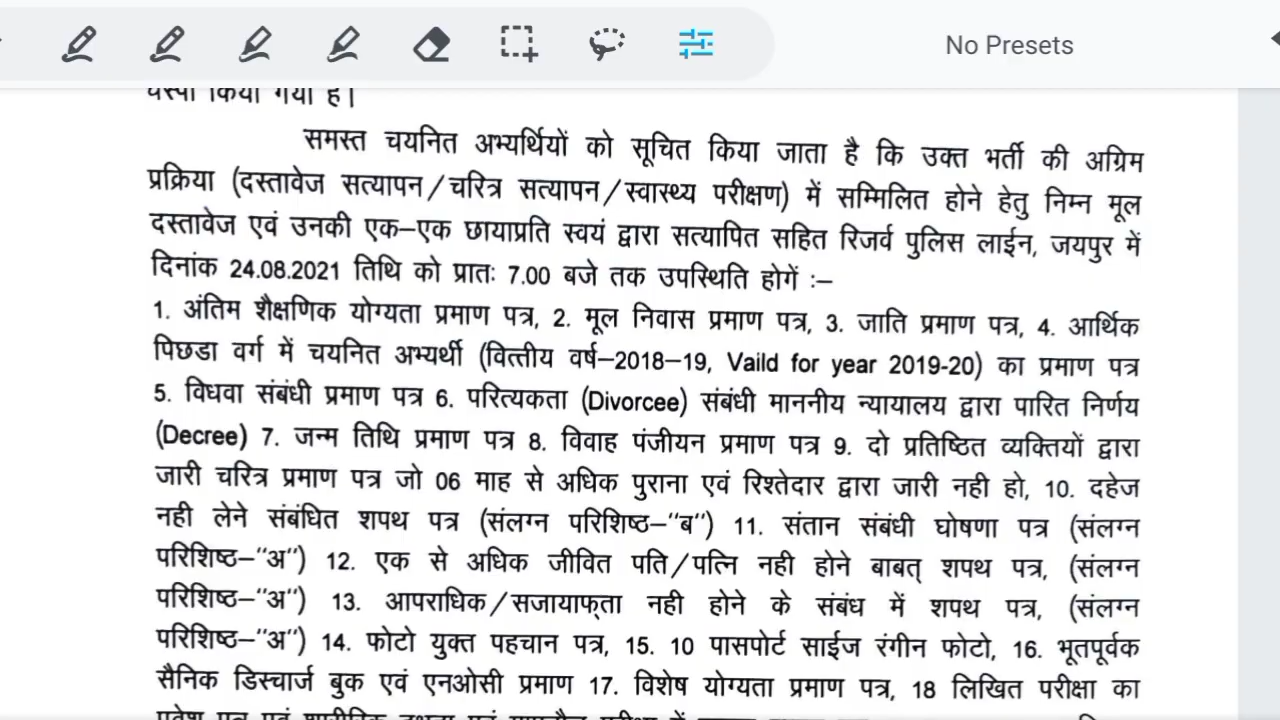 No Presets
चस्पा किया गया है।
समस्त चयनित अभ्यर्थियों को सूचित किया जाता है कि उक्त भर्ती की अग्रिम
प्रक्रिया (दस्तावेज सत्यापन/चरित्र सत्यापन/स्वास्थ्य परीक्षण) में सम्मिलित होने हेतु निम्न मूल
दस्तावेज एवं उनकी एक–एक छायाप्रति स्वयं द्वारा सत्यापित सहित रिजर्व पुलिस लाईन, जयपुर में
दिनांक 24.08.2021 तिथि को प्रातः 7.00 बजे तक उपस्थिति होगें :–
1. अंतिम शैक्षणिक योग्यता प्रमाण पत्र, 2. मूल निवास प्रमाण पत्र, 3. जाति प्रमाण पत्र, 4. आर्थिक
पिछडा वर्ग में चयनित अभ्यर्थी (वित्तीय वर्ष–2018–19, Vaild for year 2019-20) का प्रमाण पत्र
5. विधवा संबंधी प्रमाण पत्र 6. परित्यकता (Divorcee) संबंधी माननीय न्यायालय द्वारा पारित निर्णय
(Decree) 7. जन्म तिथि प्रमाण पत्र 8. विवाह पंजीयन प्रमाण पत्र 9. दो प्रतिष्ठित व्यक्तियों द्वारा
जारी चरित्र प्रमाण पत्र जो 06 माह से अधिक पुराना एवं रिश्तेदार द्वारा जारी नही हो, 10. दहेज
नही लेने संबंधित शपथ पत्र (संलग्न परिशिष्ठ–"ब") 11. संतान संबंधी घोषणा पत्र (संलग्न
परिशिष्ठ–"अ") 12. एक से अधिक जीवित पति/पत्नि नही होने बाबत् शपथ पत्र, (संलग्न
परिशिष्ठ–"अ") 13. आपराधिक/सजायाफ्ता नही होने के संबंध में शपथ पत्र, (संलग्न
परिशिष्ठ–"अ") 14. फोटो युक्त पहचान पत्र, 15. 10 पासपोर्ट साईज रंगीन फोटो, 16. भूतपूर्वक
सैनिक डिस्चार्ज बुक एवं एनओसी प्रमाण 17. विशेष योग्यता प्रमाण पत्र, 18 लिखित परीक्षा का